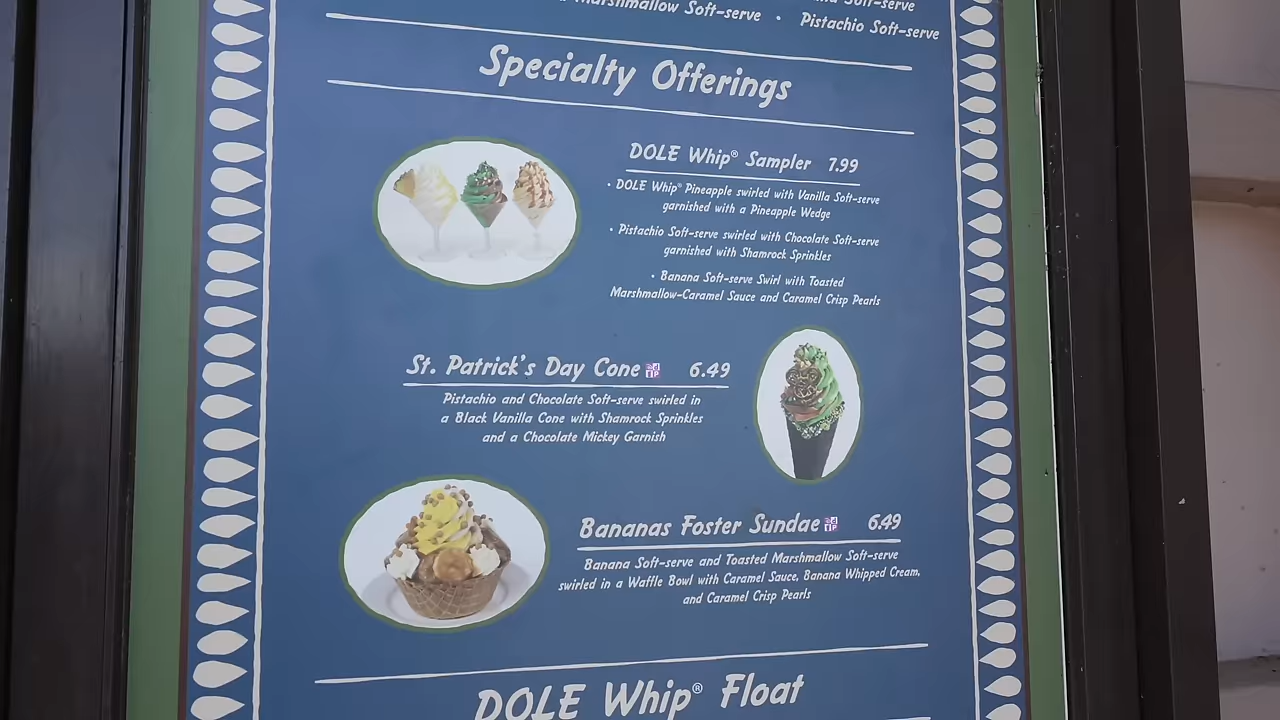 Marshmallow Soft-serve • Pistachio Soft-serve
Specialty Offerings
DOLE Whip® Sampler 7.99
• DOLE Whip® Pineapple swirled with Vanilla Soft-serve
garnished with a Pineapple Wedge
• Pistachio Soft-serve swirled with Chocolate Soft-serve
garnished with Shamrock Sprinkles
• Banana Soft-serve Swirl with Toasted
Marshmallow-Caramel Sauce and Caramel Crisp Pearls
St. Patrick's Day Cone 6.49
Pistachio and Chocolate Soft-serve swirled in
a Black Vanilla Cone with Shamrock Sprinkles
and a Chocolate Mickey Garnish
Bananas Foster Sundae 6.49
Banana Soft-serve and Toasted Marshmallow Soft-serve
swirled in a Waffle Bowl with Caramel Sauce, Banana Whipped Cream,
and Caramel Crisp Pearls
DOLE Whip® Float